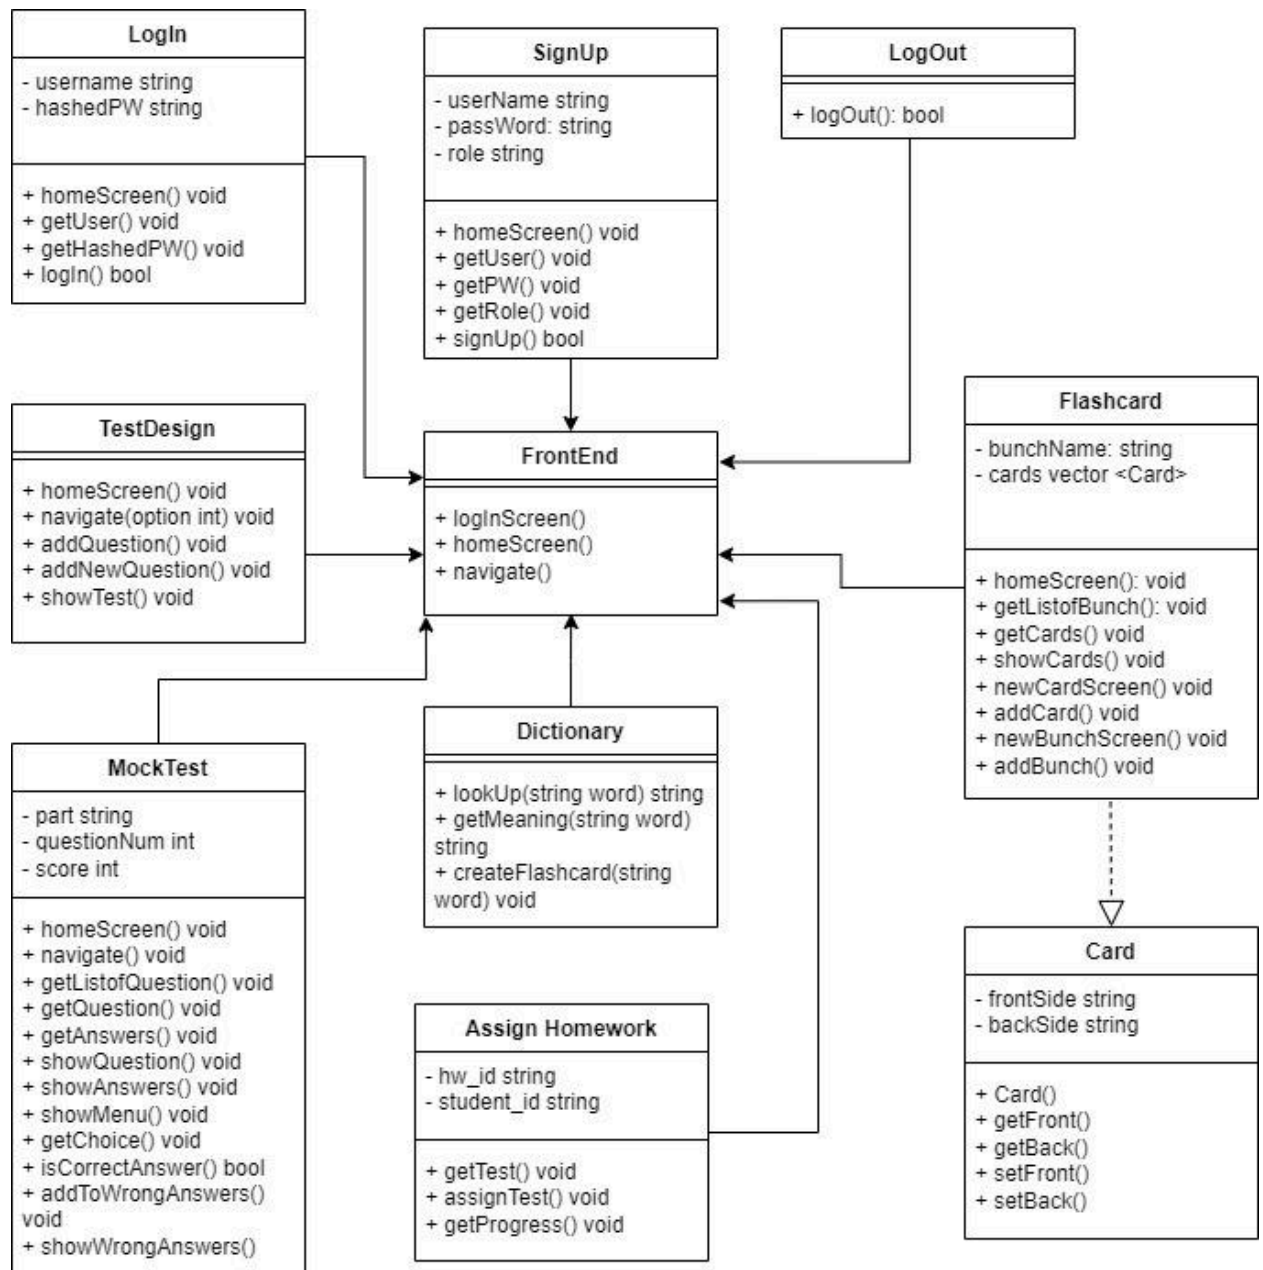 LogIn
- username string
- hashedPW string
+ homeScreen() void
+ getUser() void
+ getHashedPW() void
+ logIn() bool
SignUp
- userName string
- passWord: string
- role string
+ homeScreen() void
+ getUser() void
+ getPW() void
+ getRole() void
+ signUp() bool
LogOut
+ logOut(): bool
TestDesign
+ homeScreen() void
+ navigate(option int) void
+ addQuestion() void
+ addNewQuestion() void
+ showTest() void
FrontEnd
+ logInScreen()
+ homeScreen()
+ navigate()
Flashcard
- bunchName: string
- cards vector <Card>
+ homeScreen(): void
+ getListofBunch(): void
+ getCards() void
+ showCards() void
+ newCardScreen() void
+ addCard() void
+ newBunchScreen() void
+ addBunch() void
MockTest
- part string
- questionNum int
- score int
+ homeScreen() void
+ navigate() void
+ getListofQuestion() void
+ getQuestion() void
+ getAnswers() void
+ showQuestion() void
+ showAnswers() void
+ showMenu() void
+ getChoice() void
+ isCorrectAnswer() bool
+ addToWrongAnswers()
void
+ showWrongAnswers()
Dictionary
+ lookUp(string word) string
+ getMeaning(string word)
string
+ createFlashcard(string
word) void
Assign Homework
- hw_id string
- student_id string
+ getTest() void
+ assignTest() void
+ getProgress() void
Card
- frontSide string
- backSide string
+ Card()
+ getFront()
+ getBack()
+ setFront()
+ setBack()